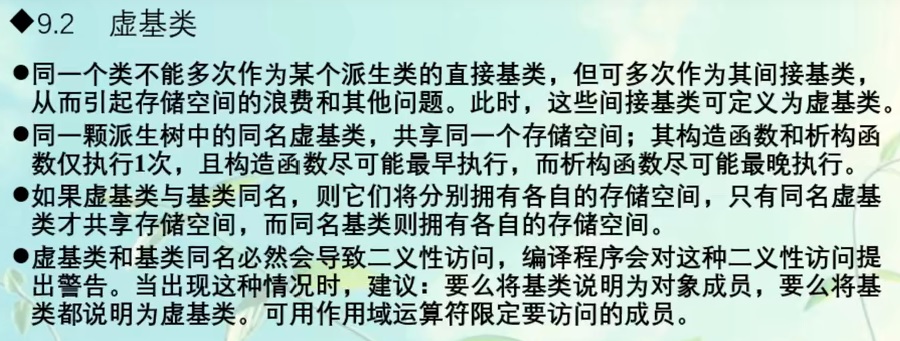 ◆9.2 虚基类
●同一个类不能多次作为某个派生类的直接基类，但可多次作为其间接基类，
从而引起存储空间的浪费和其他问题。此时，这些间接基类可定义为虚基类。
●同一颗派生树中的同名虚基类，共享同一个存储空间；其构造函数和析构函
数仅执行1次，且构造函数尽可能最早执行，而析构函数尽可能最晚执行。
●如果虚基类与基类同名，则它们将分别拥有各自的存储空间，只有同名虚基
类才共享存储空间，而同名基类则拥有各自的存储空间。
●虚基类和基类同名必然会导致二义性访问，编译程序会对这种二义性访问提
出警告。当出现这种情况时，建议：要么将基类说明为对象成员，要么将基
类都说明为虚基类。可用作用域运算符限定要访问的成员。